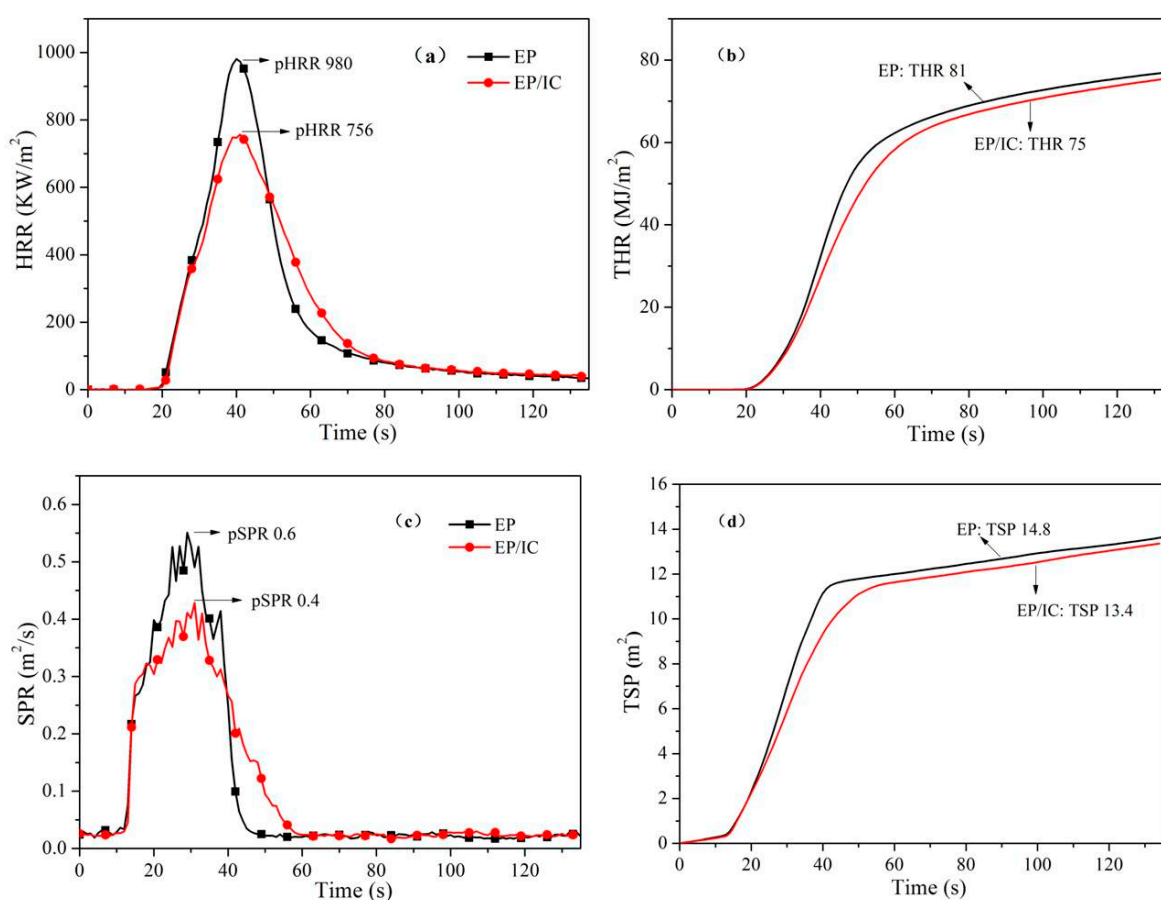 （a）
EP
EP/IC
pHRR 980
pHRR 756
HRR (KW/m²)
1000
800
600
400
200
0
0 20 40 60 80 100 120
Time (s)
（b）
EP: THR 81
EP/IC: THR 75
THR (MJ/m²)
80
60
40
20
0
0 20 40 60 80 100 120
Time (s)
（c）
EP
EP/IC
pSPR 0.6
pSPR 0.4
SPR (m²/s)
0.6
0.5
0.4
0.3
0.2
0.1
0.0
0 20 40 60 80 100 120
Time (s)
（d）
EP: TSP 14.8
EP/IC: TSP 13.4
TSP (m²)
16
14
12
10
8
6
4
2
0
0 20 40 60 80 100 120
Time (s)